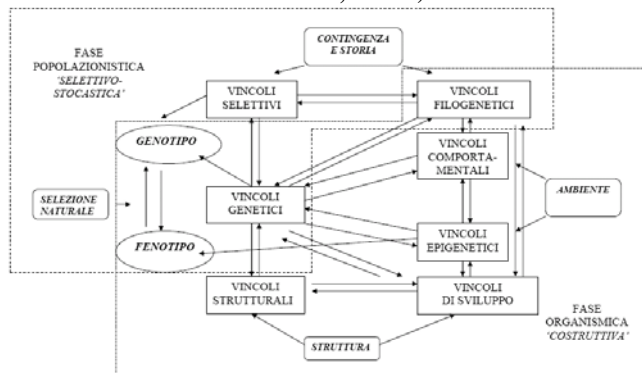 CONTINGENZA
E STORIA
FASE
POPOLAZIONISTICA
'SELETTIVO-
STOCASTICA'
VINCOLI
SELETTIVI
VINCOLI
FILOGENETICI
GENOTIPO
VINCOLI
COMPORTA-
MENTALI
SELEZIONE
NATURALE
VINCOLI
GENETICI
AMBIENTE
FENOTIPO
VINCOLI
EPIGENETICI
VINCOLI
STRUTTURALI
VINCOLI
DI SVILUPPO
FASE
ORGANISMICA
'COSTRUTTIVA'
STRUTTURA